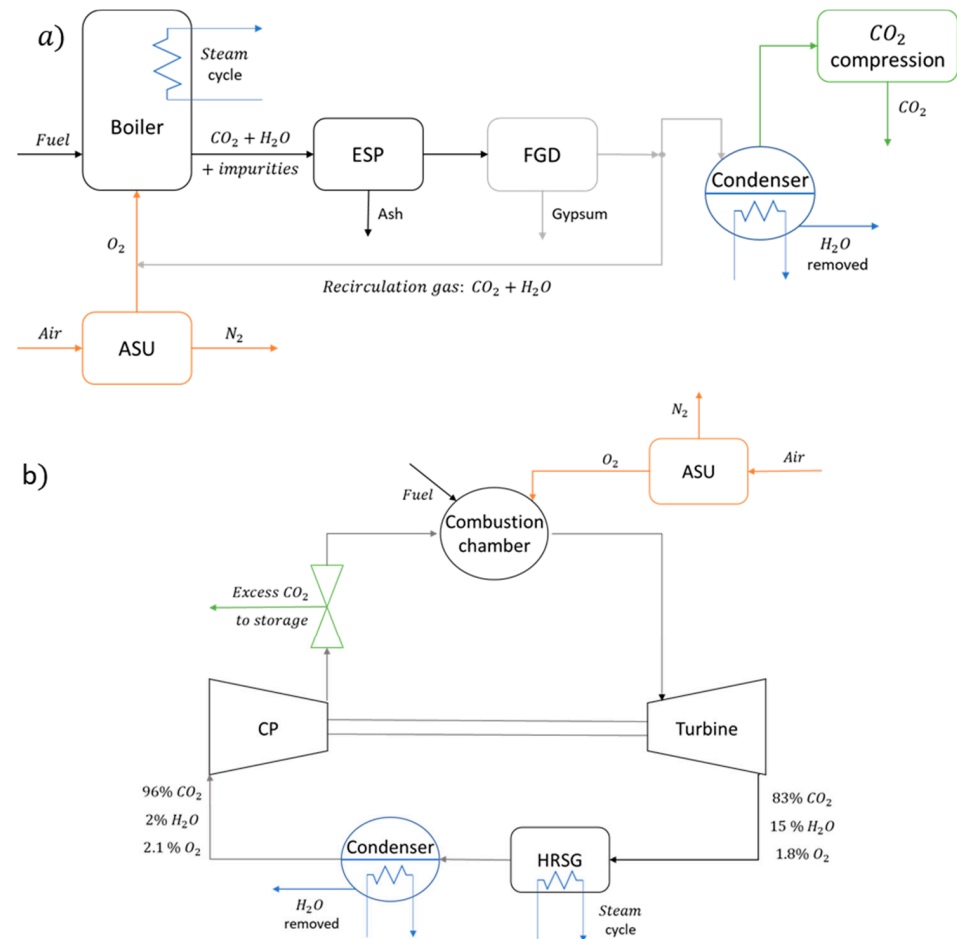 a)
Steam
cycle
CO₂
compression
Boiler
Fuel
CO₂ + H₂O
+ impurities
ESP
FGD
CO₂
Condenser
Ash
Gypsum
O₂
H₂O
removed
Recirculation gas: CO₂ + H₂O
Air
ASU
N₂
b)
N₂
O₂
ASU
Air
Fuel
Combustion
chamber
Excess CO₂
to storage
CP
Turbine
96% CO₂
2% H₂O
2.1 % O₂
83% CO₂
15 % H₂O
1.8% O₂
Condenser
HRSG
H₂O
removed
Steam
cycle